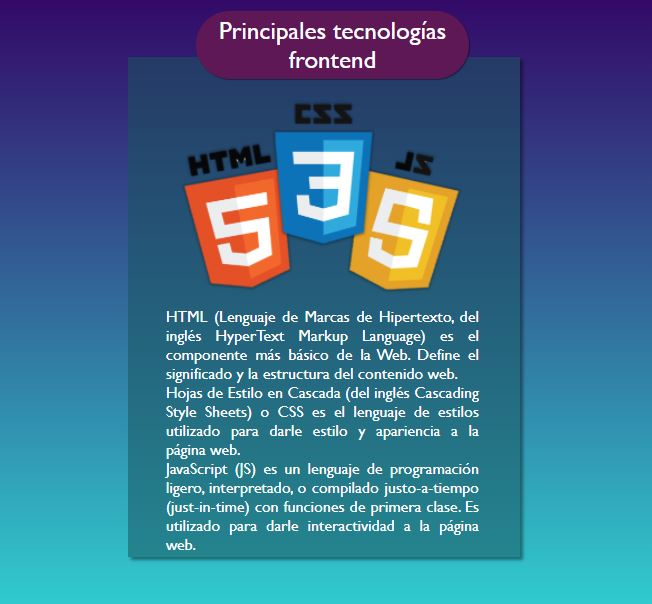 Principales tecnologías
frontend
HTML
CSS
JS
5
3
5
HTML (Lenguaje de Marcas de Hipertexto, del
inglés HyperText Markup Language) es el
componente más básico de la Web. Define el
significado y la estructura del contenido web.
Hojas de Estilo en Cascada (del inglés Cascading
Style Sheets) o CSS es el lenguaje de estilos
utilizado para darle estilo y apariencia a la
página web.
JavaScript (JS) es un lenguaje de programación
ligero, interpretado, o compilado justo-a-tiempo
(just-in-time) con funciones de primera clase. Es
utilizado para darle interactividad a la página
web.